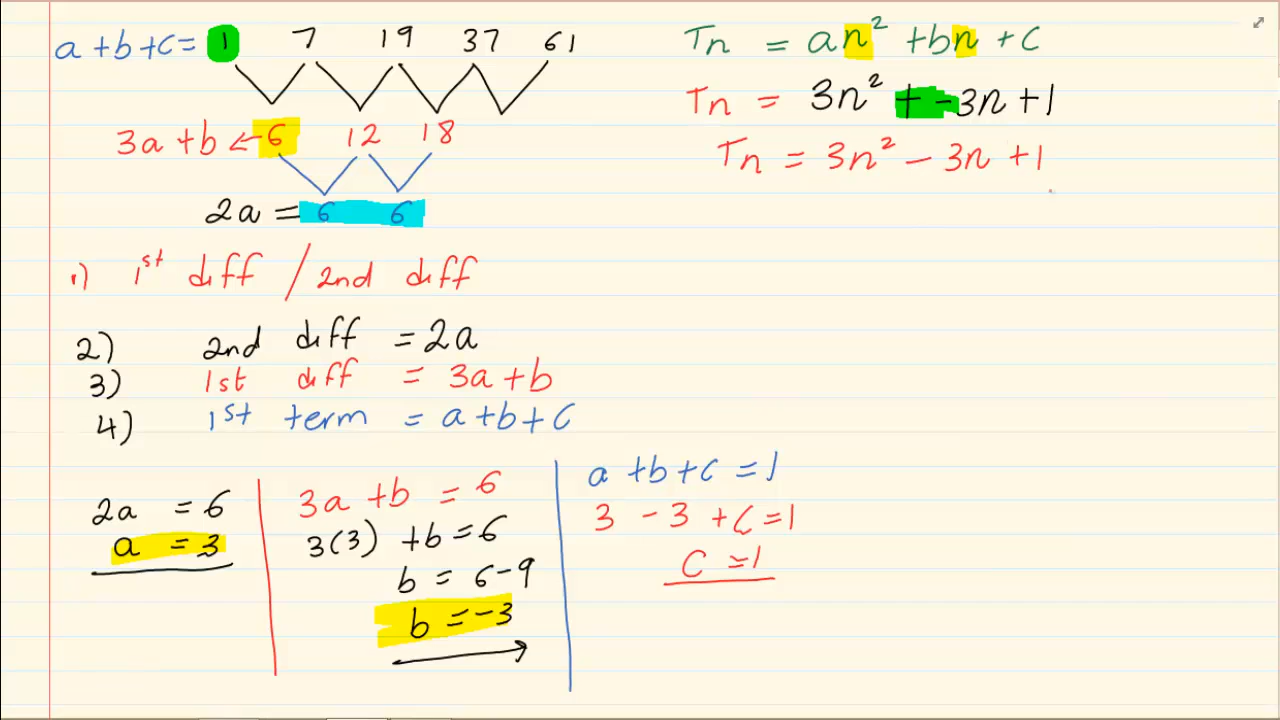 a + b + c = 1 7 19 37 61
3a + b ← 6 12 18
2a = 6 6
Tn = an² + bn + c
Tn = 3n² + -3n + 1
Tn = 3n² - 3n + 1
1) 1st diff / 2nd diff
2) 2nd diff = 2a
3) 1st diff = 3a + b
4) 1st term = a + b + c
2a = 6
a = 3
3a + b = 6
3(3) + b = 6
b = 6 - 9
b = -3
a + b + c = 1
3 - 3 + c = 1
c = 1